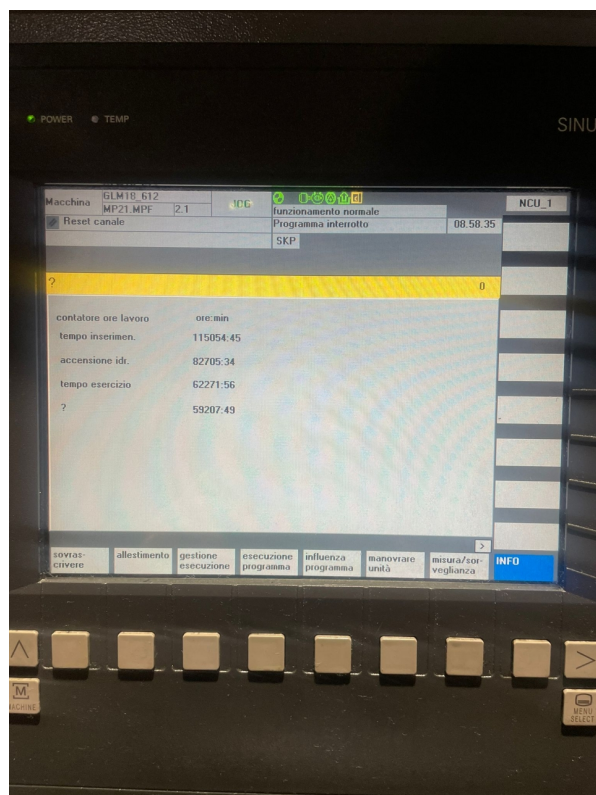 POWER TEMP
SINU
Macchina
GLM18_612
MP21.MPF 2.1
JOG
funzionamento normale
NCU_1
Reset canale
Programma interrotto 08.58.35
SKP
? 0
contatore ore lavoro ore:min
tempo inserimen. 115054:45
accensione idr. 82705:34
tempo esercizio 62271:56
? 59207:49
>
sovras-
crivere
allestimento
gestione
esecuzione
esecuzione
programma
influenza
programma
manovrare
unità
misura/sor-
veglianza
INFO
M
MACHINE
MENU
SELECT